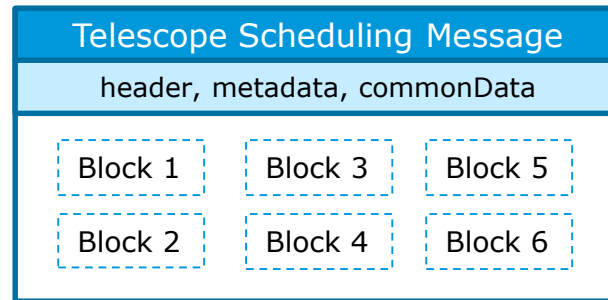 Telescope Scheduling Message
header, metadata, commonData
Block 1 Block 3 Block 5
Block 2 Block 4 Block 6